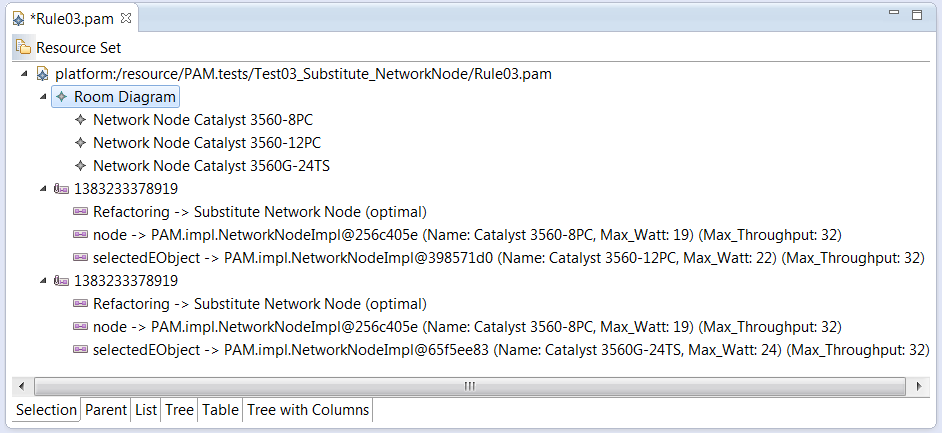 *Rule03.pam
Resource Set
platform:/resource/PAM.tests/Test03_Substitute_NetworkNode/Rule03.pam
Room Diagram
Network Node Catalyst 3560-8PC
Network Node Catalyst 3560-12PC
Network Node Catalyst 3560G-24TS
1383233378919
Refactoring -> Substitute Network Node (optimal)
node -> PAM.impl.NetworkNodeImpl@256c405e (Name: Catalyst 3560-8PC, Max_Watt: 19) (Max_Throughput: 32)
selectedEObject -> PAM.impl.NetworkNodeImpl@398571d0 (Name: Catalyst 3560-12PC, Max_Watt: 22) (Max_Throughput: 32)
1383233378919
Refactoring -> Substitute Network Node (optimal)
node -> PAM.impl.NetworkNodeImpl@256c405e (Name: Catalyst 3560-8PC, Max_Watt: 19) (Max_Throughput: 32)
selectedEObject -> PAM.impl.NetworkNodeImpl@65f5ee83 (Name: Catalyst 3560G-24TS, Max_Watt: 24) (Max_Throughput: 32)
Selection Parent List Tree Table Tree with Columns